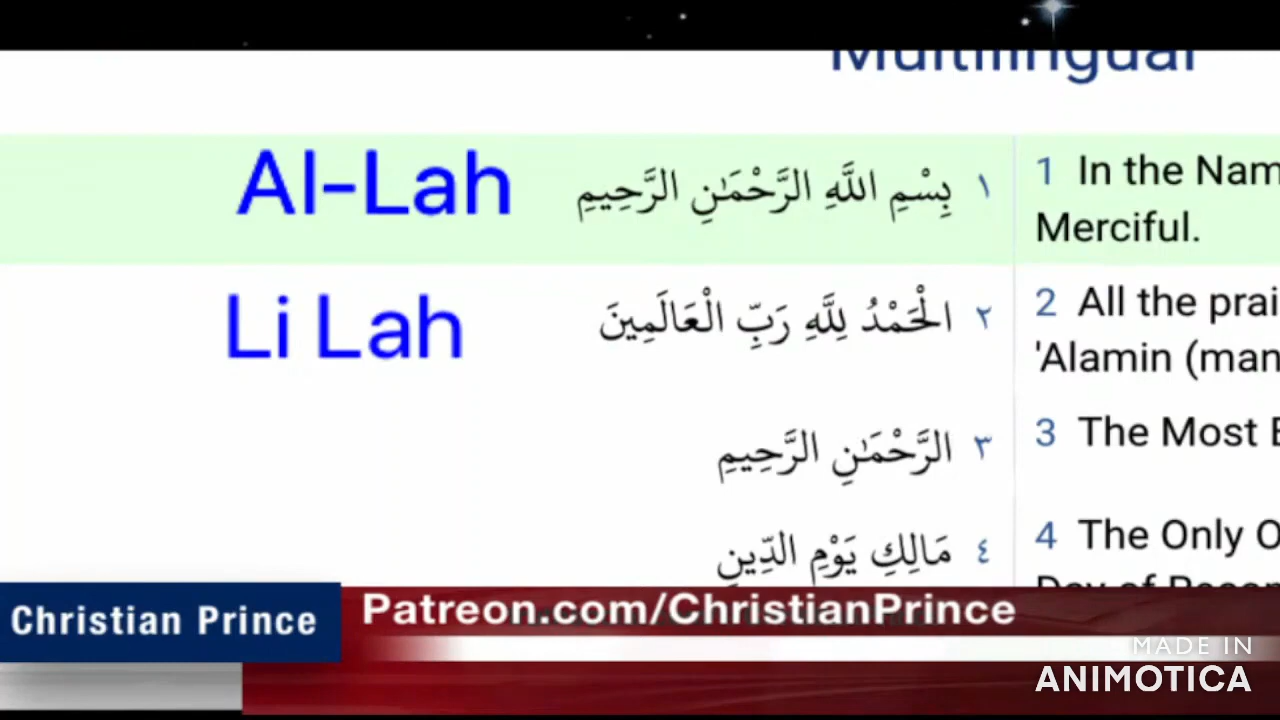 Multilingual
Al-Lah
بِسْمِ اللَّهِ الرَّحْمَٰنِ الرَّحِيمِ ١
1 In the Nam
Merciful.
Li Lah
الْحَمْدُ لِلَّهِ رَبِّ الْعَالَمِينَ ٢
2 All the prai
'Alamin (man
الرَّحْمَٰنِ الرَّحِيمِ ٣
3 The Most B
مَالِكِ يَوْمِ الدِّينِ ٤
4 The Only O
Christian Prince
Patreon.com/ChristianPrince
MADE IN
ANIMOTICA